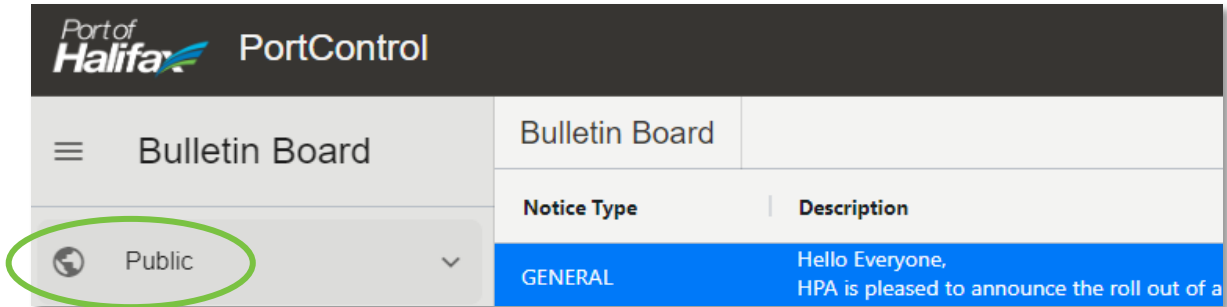 Port of
Halifax PortControl
Bulletin Board
Bulletin Board
Notice Type Description
Public
GENERAL Hello Everyone,
HPA is pleased to announce the roll out of a